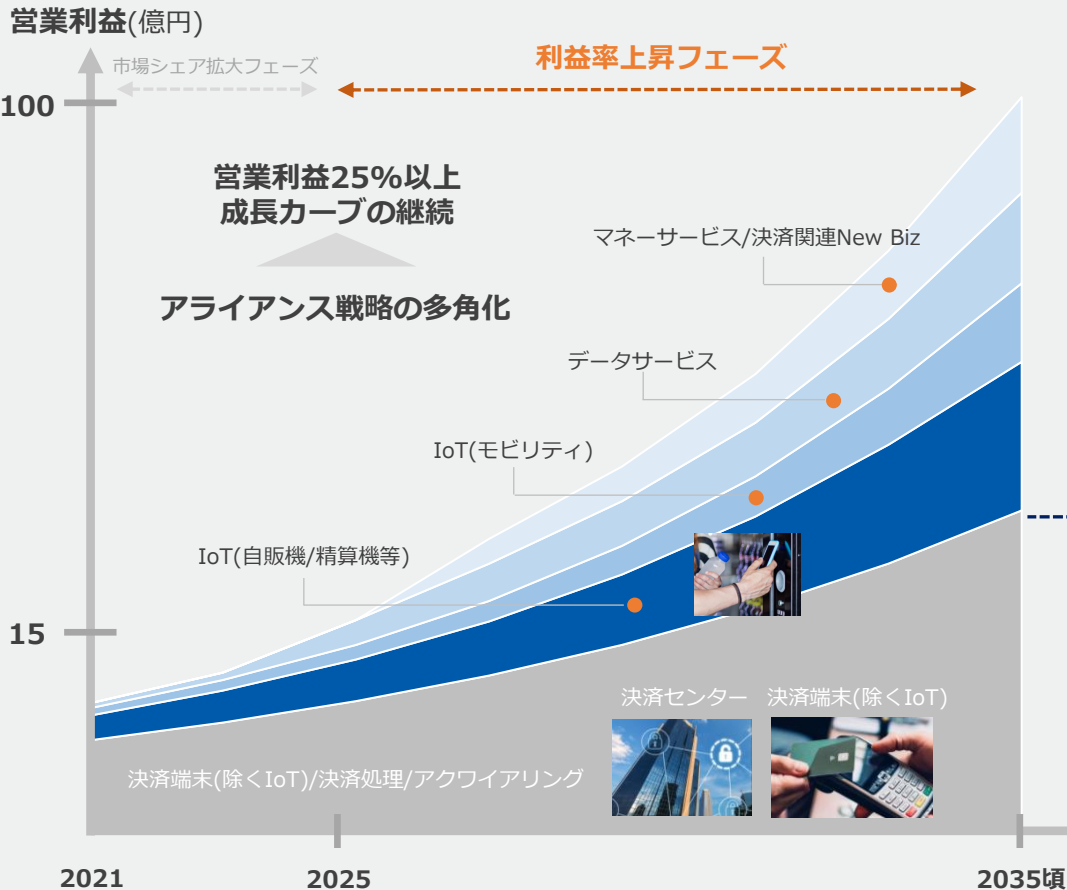 営業利益(億円)
市場シェア拡大フェーズ
利益率上昇フェーズ
100
営業利益25%以上
成長カーブの継続
マネーサービス/決済関連New Biz
アライアンス戦略の多角化
データサービス
IoT(モビリティ)
IoT(自販機/精算機等)
15
決済センター
決済端末(除くIoT)
決済端末(除くIoT)/決済処理/アクワイアリング
2021
2025
2035頃